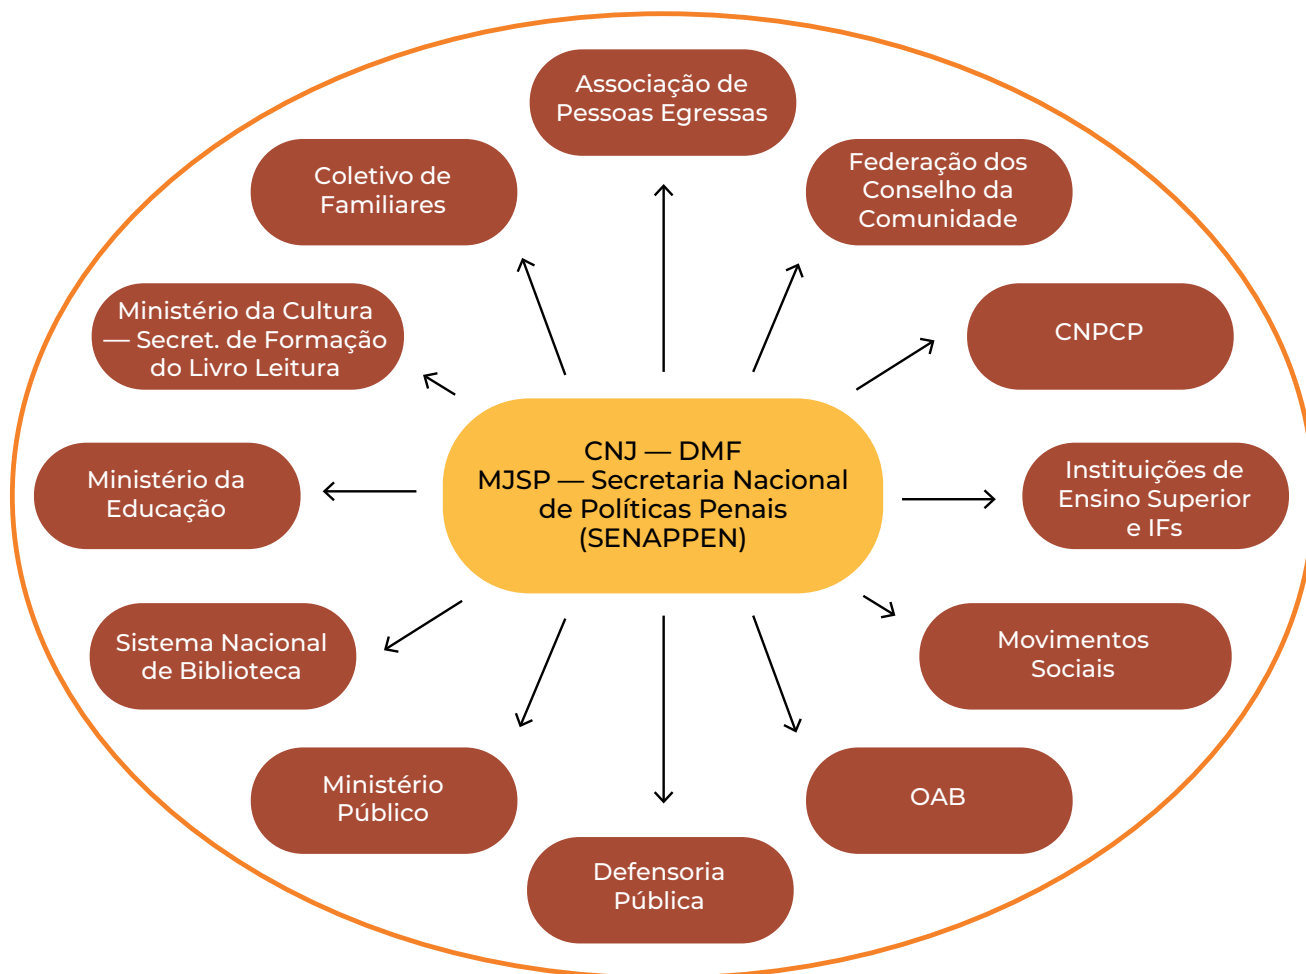 Associação de
Pessoas Egressas
Coletivo de
Familiares
Federação dos
Conselho da
Comunidade
Ministério da Cultura
— Secret. de Formação
do Livro Leitura
CNPCP
CNJ — DMF
MJSP — Secretaria Nacional
de Políticas Penais
(SENAPPEN)
Ministério da
Educação
Instituições de
Ensino Superior
e IFs
Sistema Nacional
de Biblioteca
Movimentos
Sociais
Ministério
Público
OAB
Defensoria
Pública